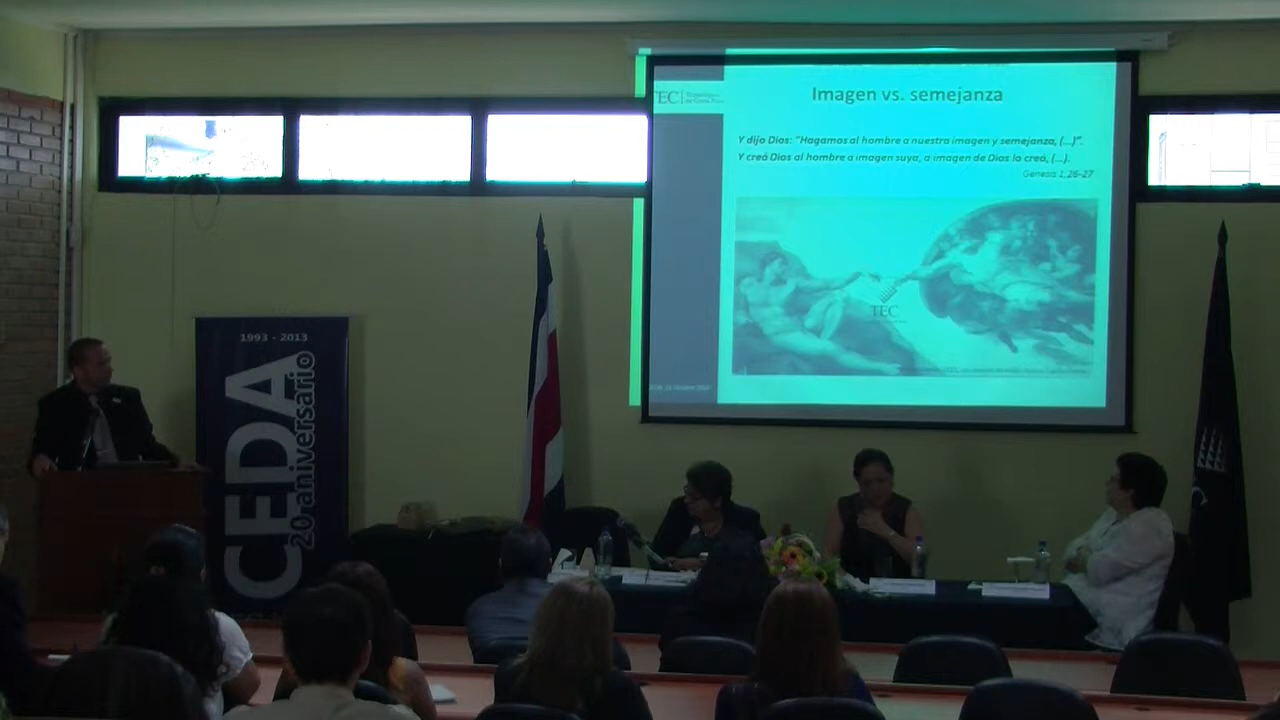 Imagen vs. semejanza
TEC
Y dijo Dios: "Hagamos al hombre a nuestra imagen y semejanza, (...)".
Y creó Dios al hombre a imagen suya, a imagen de Dios lo creó, (...).
Génesis 1,26-27
TEC
1993 - 2013
CEDA
20 aniversario